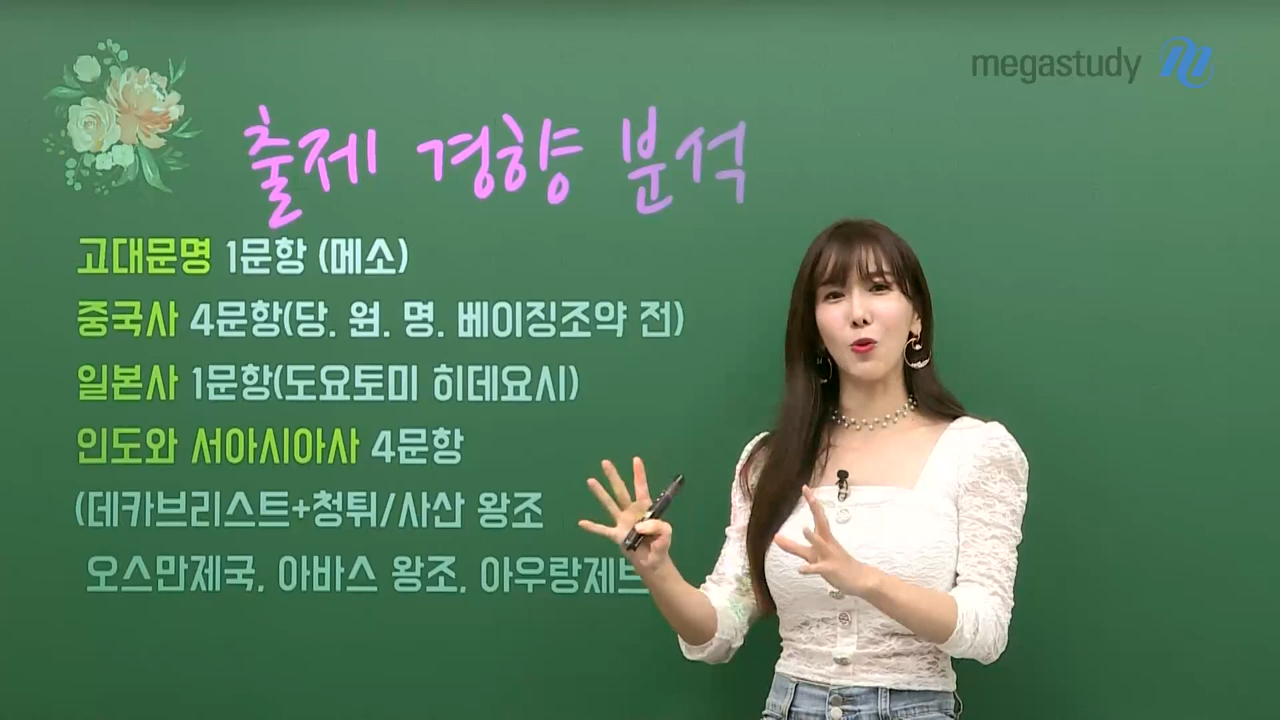 megastudy
출제 경향 분석
고대문명 1문항 (메소)
중국사 4문항(당. 원. 명. 베이징조약 전)
일본사 1문항(도요토미 히데요시)
인도와 서아시아사 4문항
(데카브리스트+청튀/사산 왕조
오스만제국, 아바스 왕조, 아우랑제브